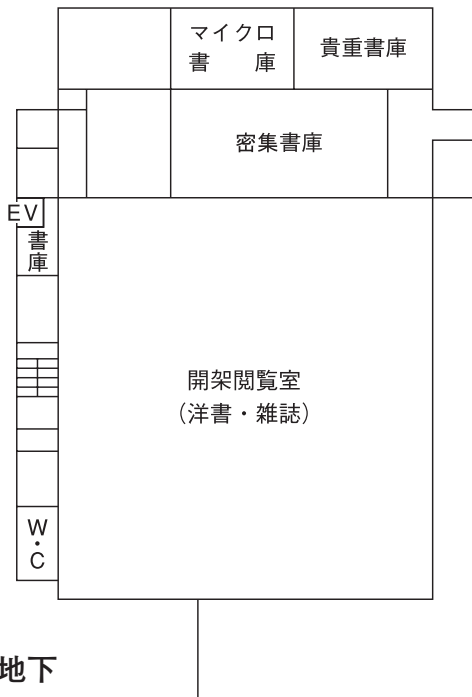 マイクロ
書　庫
貴重書庫
密集書庫
EV
書庫
開架閲覧室
（洋書・雑誌）
W・C
地下